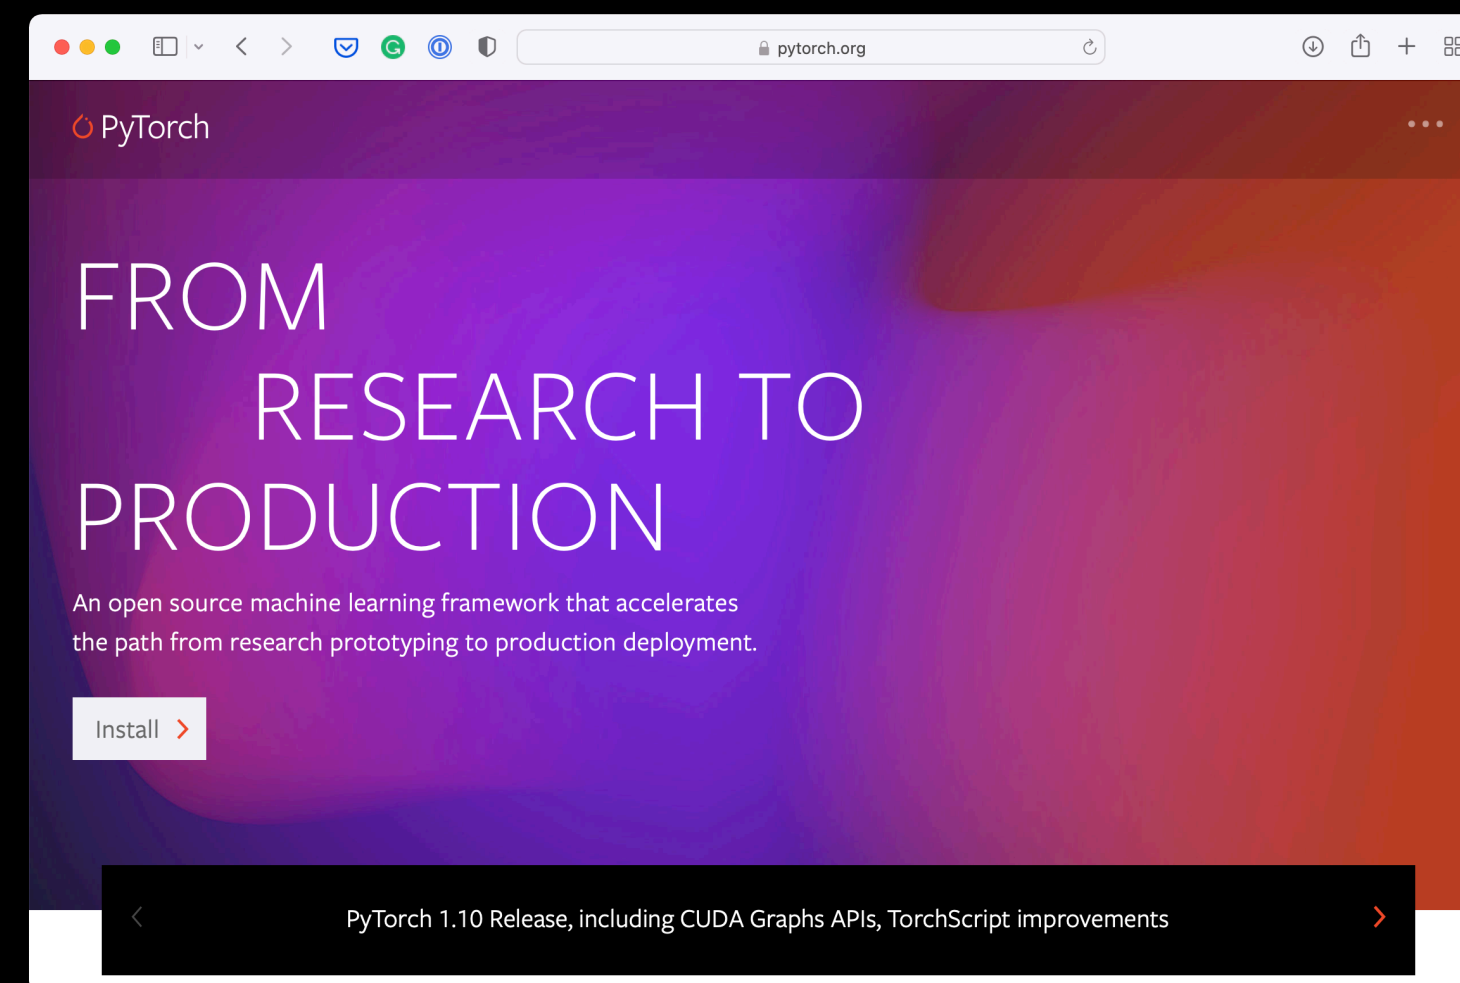 pytorch.org
PyTorch
FROM
RESEARCH TO
PRODUCTION
An open source machine learning framework that accelerates
the path from research prototyping to production deployment.
Install
PyTorch 1.10 Release, including CUDA Graphs APIs, TorchScript improvements